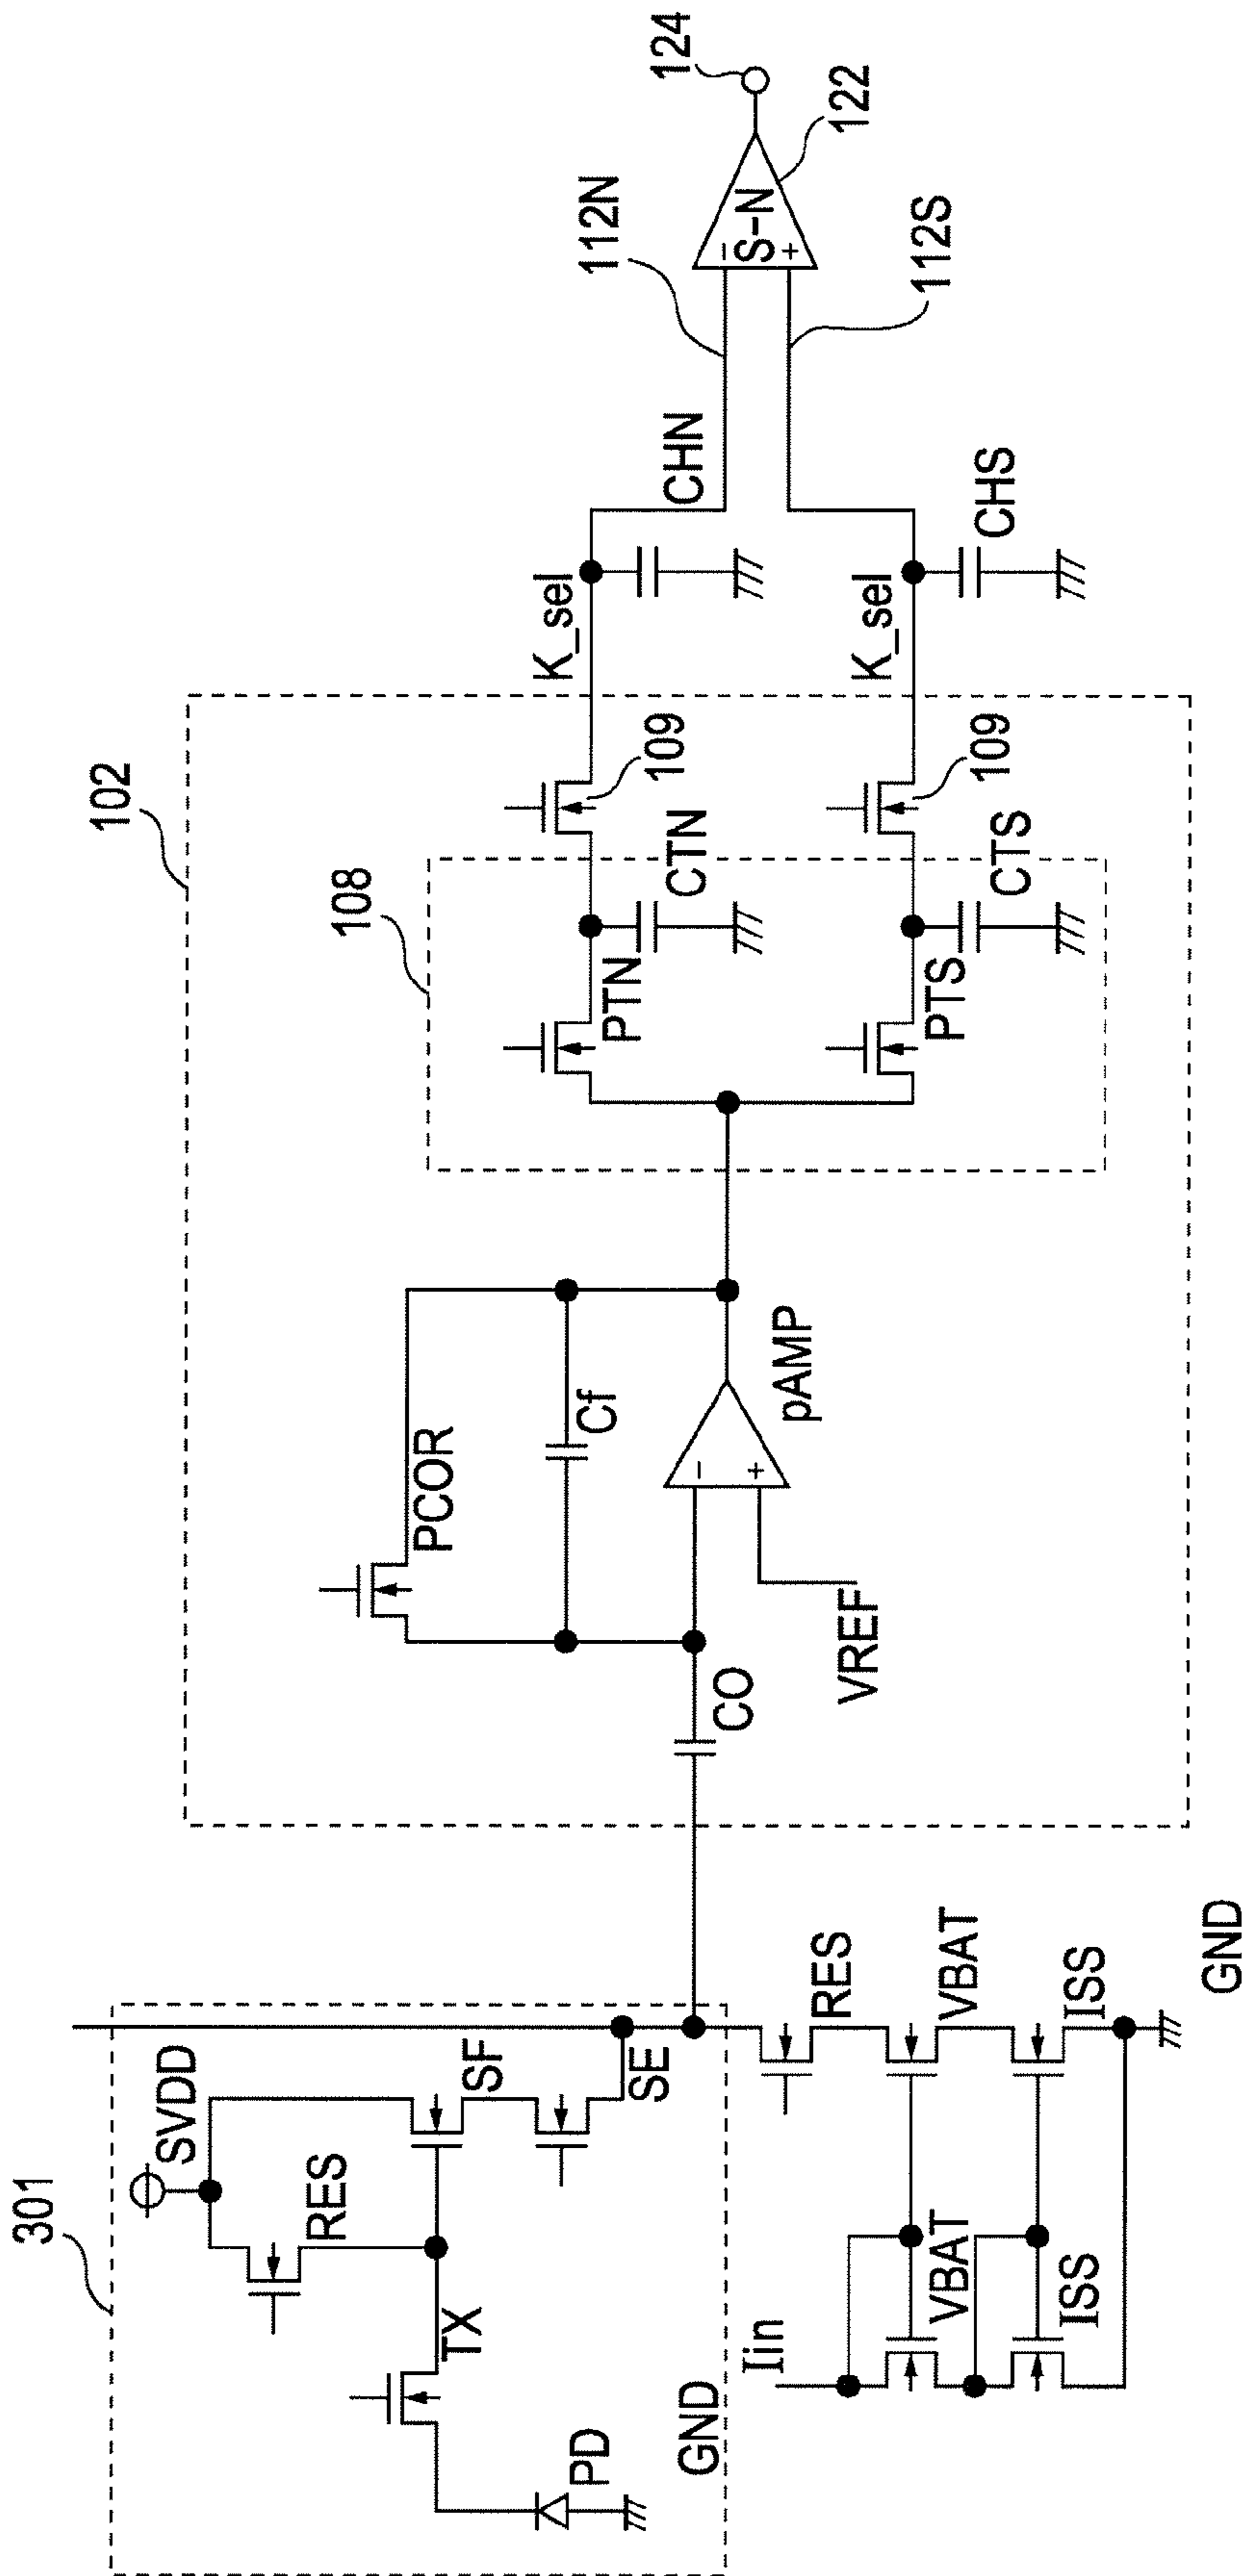 301
SVDD
RES
SF
SE
TX
PD
GND
Iin
VBAT
ISS
RES
VBAT
ISS
GND
102
CO
PCOR
Cf
VREF
pAMP
108
PTN
CTN
PTS
CTS
109
109
K_sel
CHN
K_sel
CHS
112N
112S
S-N
122
124